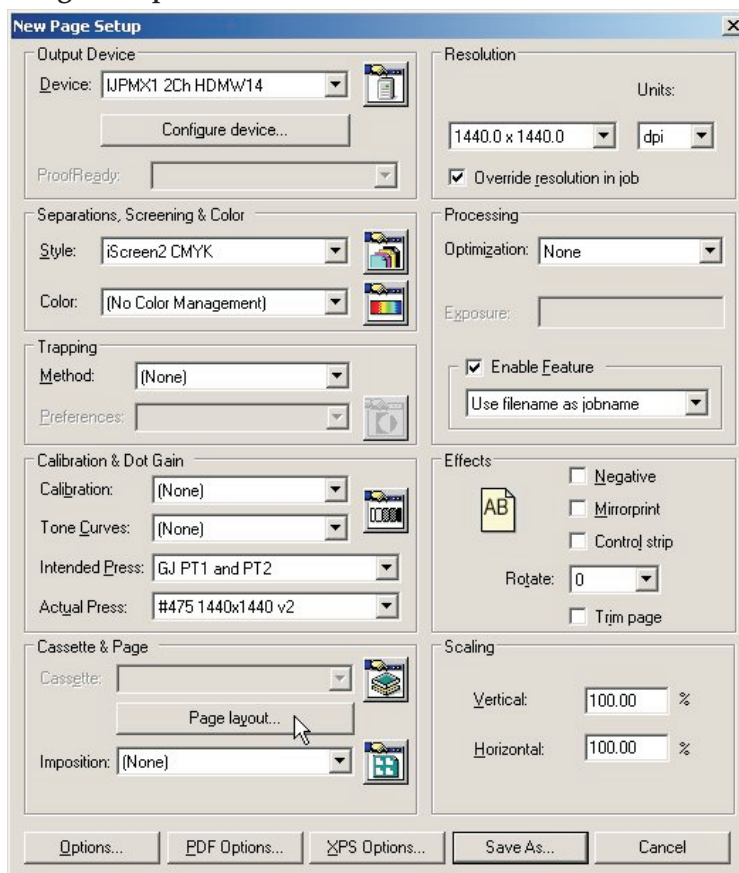 New Page Setup
Output Device
Device: IJPMX1 2Ch HDMW14
Configure device...
ProofReady:
Separations, Screening & Color
Style: iScreen2 CMYK
Color: (No Color Management)
Trapping
Method: (None)
Preferences:
Calibration & Dot Gain
Calibration: (None)
Tone Curves: (None)
Intended Press: GJ PT1 and PT2
Actual Press: #475 1440x1440 v2
Cassette & Page
Cassette:
Page layout...
Imposition: (None)
Resolution
Units:
1440.0 x 1440.0 dpi
Override resolution in job
Processing
Optimization: None
Exposure:
Enable Feature
Use filename as jobname
Effects
AB
Negative
Mirrorprint
Control strip
Rotate: 0
Trim page
Scaling
Vertical: 100.00 %
Horizontal: 100.00 %
Options... PDF Options... XPS Options... Save As... Cancel